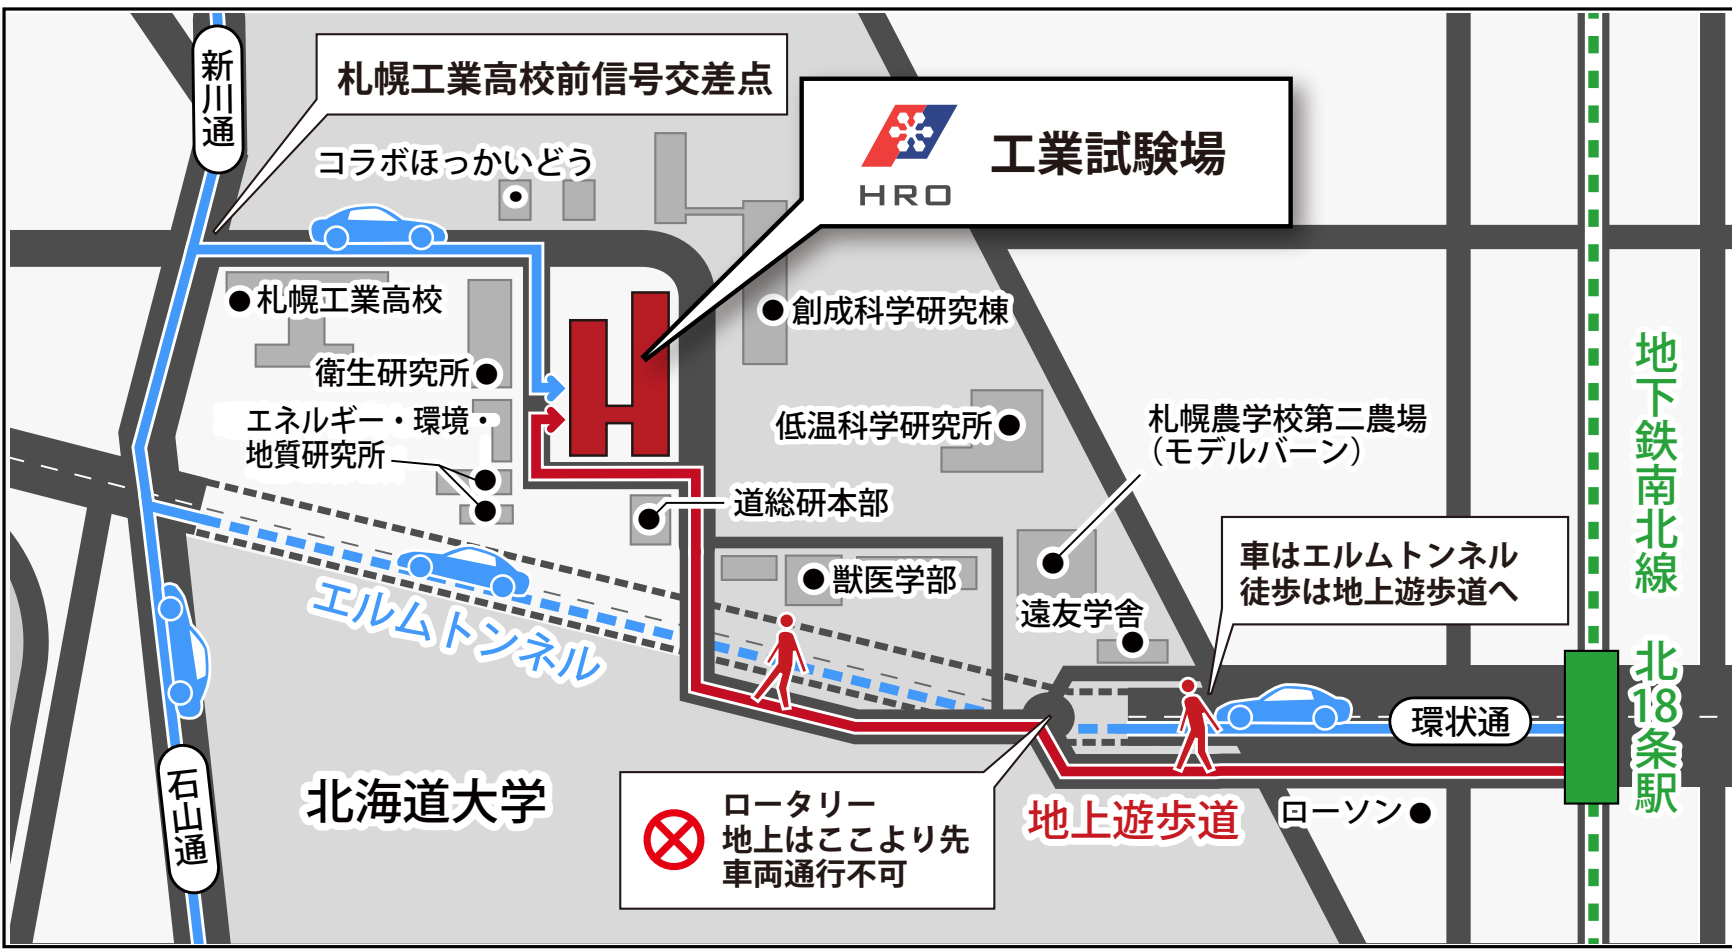 新川通
札幌工業高校前信号交差点
コラボほっかいどう
HRO
工業試験場
札幌工業高校
創成科学研究棟
衛生研究所
エネルギー・環境・
地質研究所
低温科学研究所
札幌農学校第二農場
（モデルバーン）
道総研本部
獣医学部
遠友学舎
車はエルムトンネル
徒歩は地上遊歩道へ
地下鉄南北線 北18条駅
エルムトンネル
環状通
石山通
北海道大学
ロータリー
地上はここより先
車両通行不可
地上遊歩道
ローソン